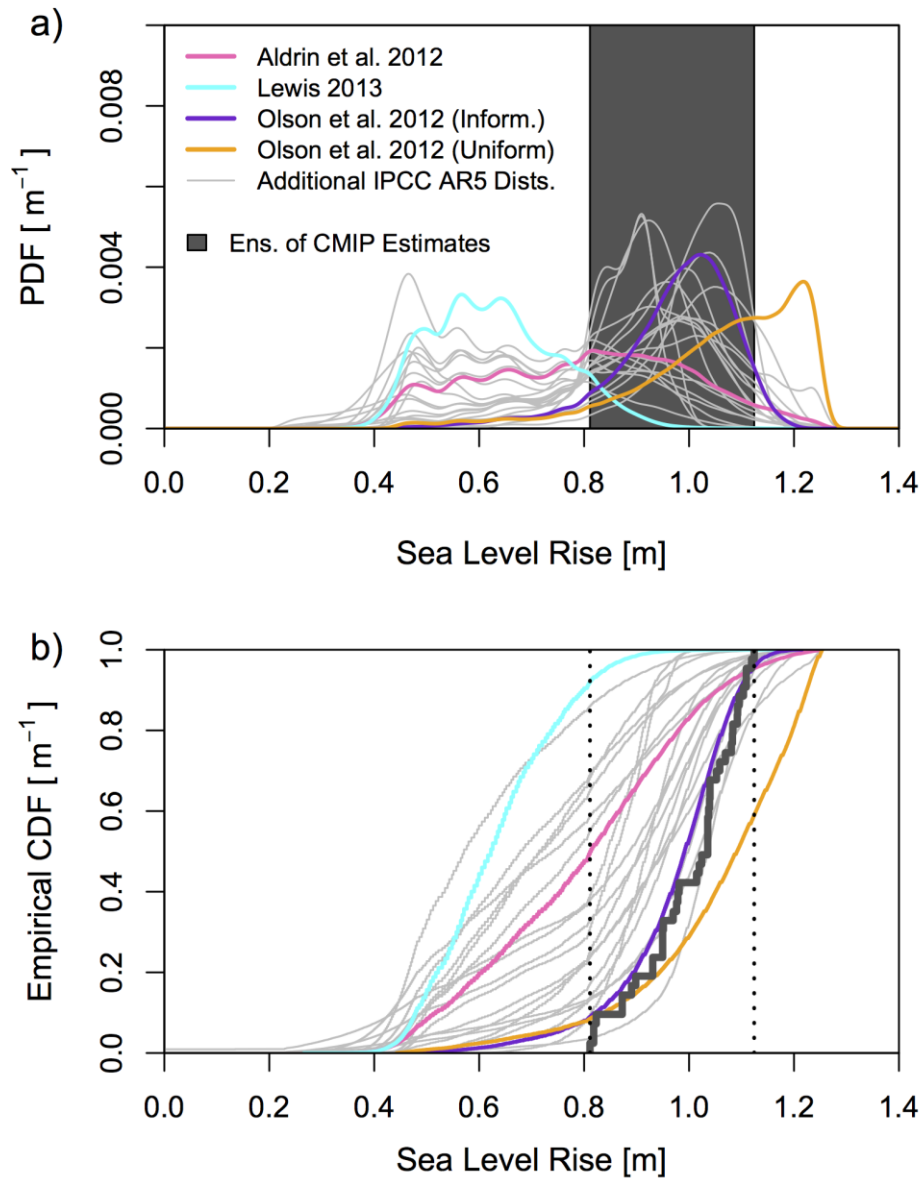 a)
PDF [ m⁻¹ ]
0.000
0.004
0.008
Aldrin et al. 2012
Lewis 2013
Olson et al. 2012 (Inform.)
Olson et al. 2012 (Uniform)
Additional IPCC AR5 Dists.
Ens. of CMIP Estimates
0.0 0.2 0.4 0.6 0.8 1.0 1.2 1.4
Sea Level Rise [m]
b)
Empirical CDF [ m⁻¹ ]
0.0 0.2 0.4 0.6 0.8 1.0
0.0 0.2 0.4 0.6 0.8 1.0 1.2 1.4
Sea Level Rise [m]